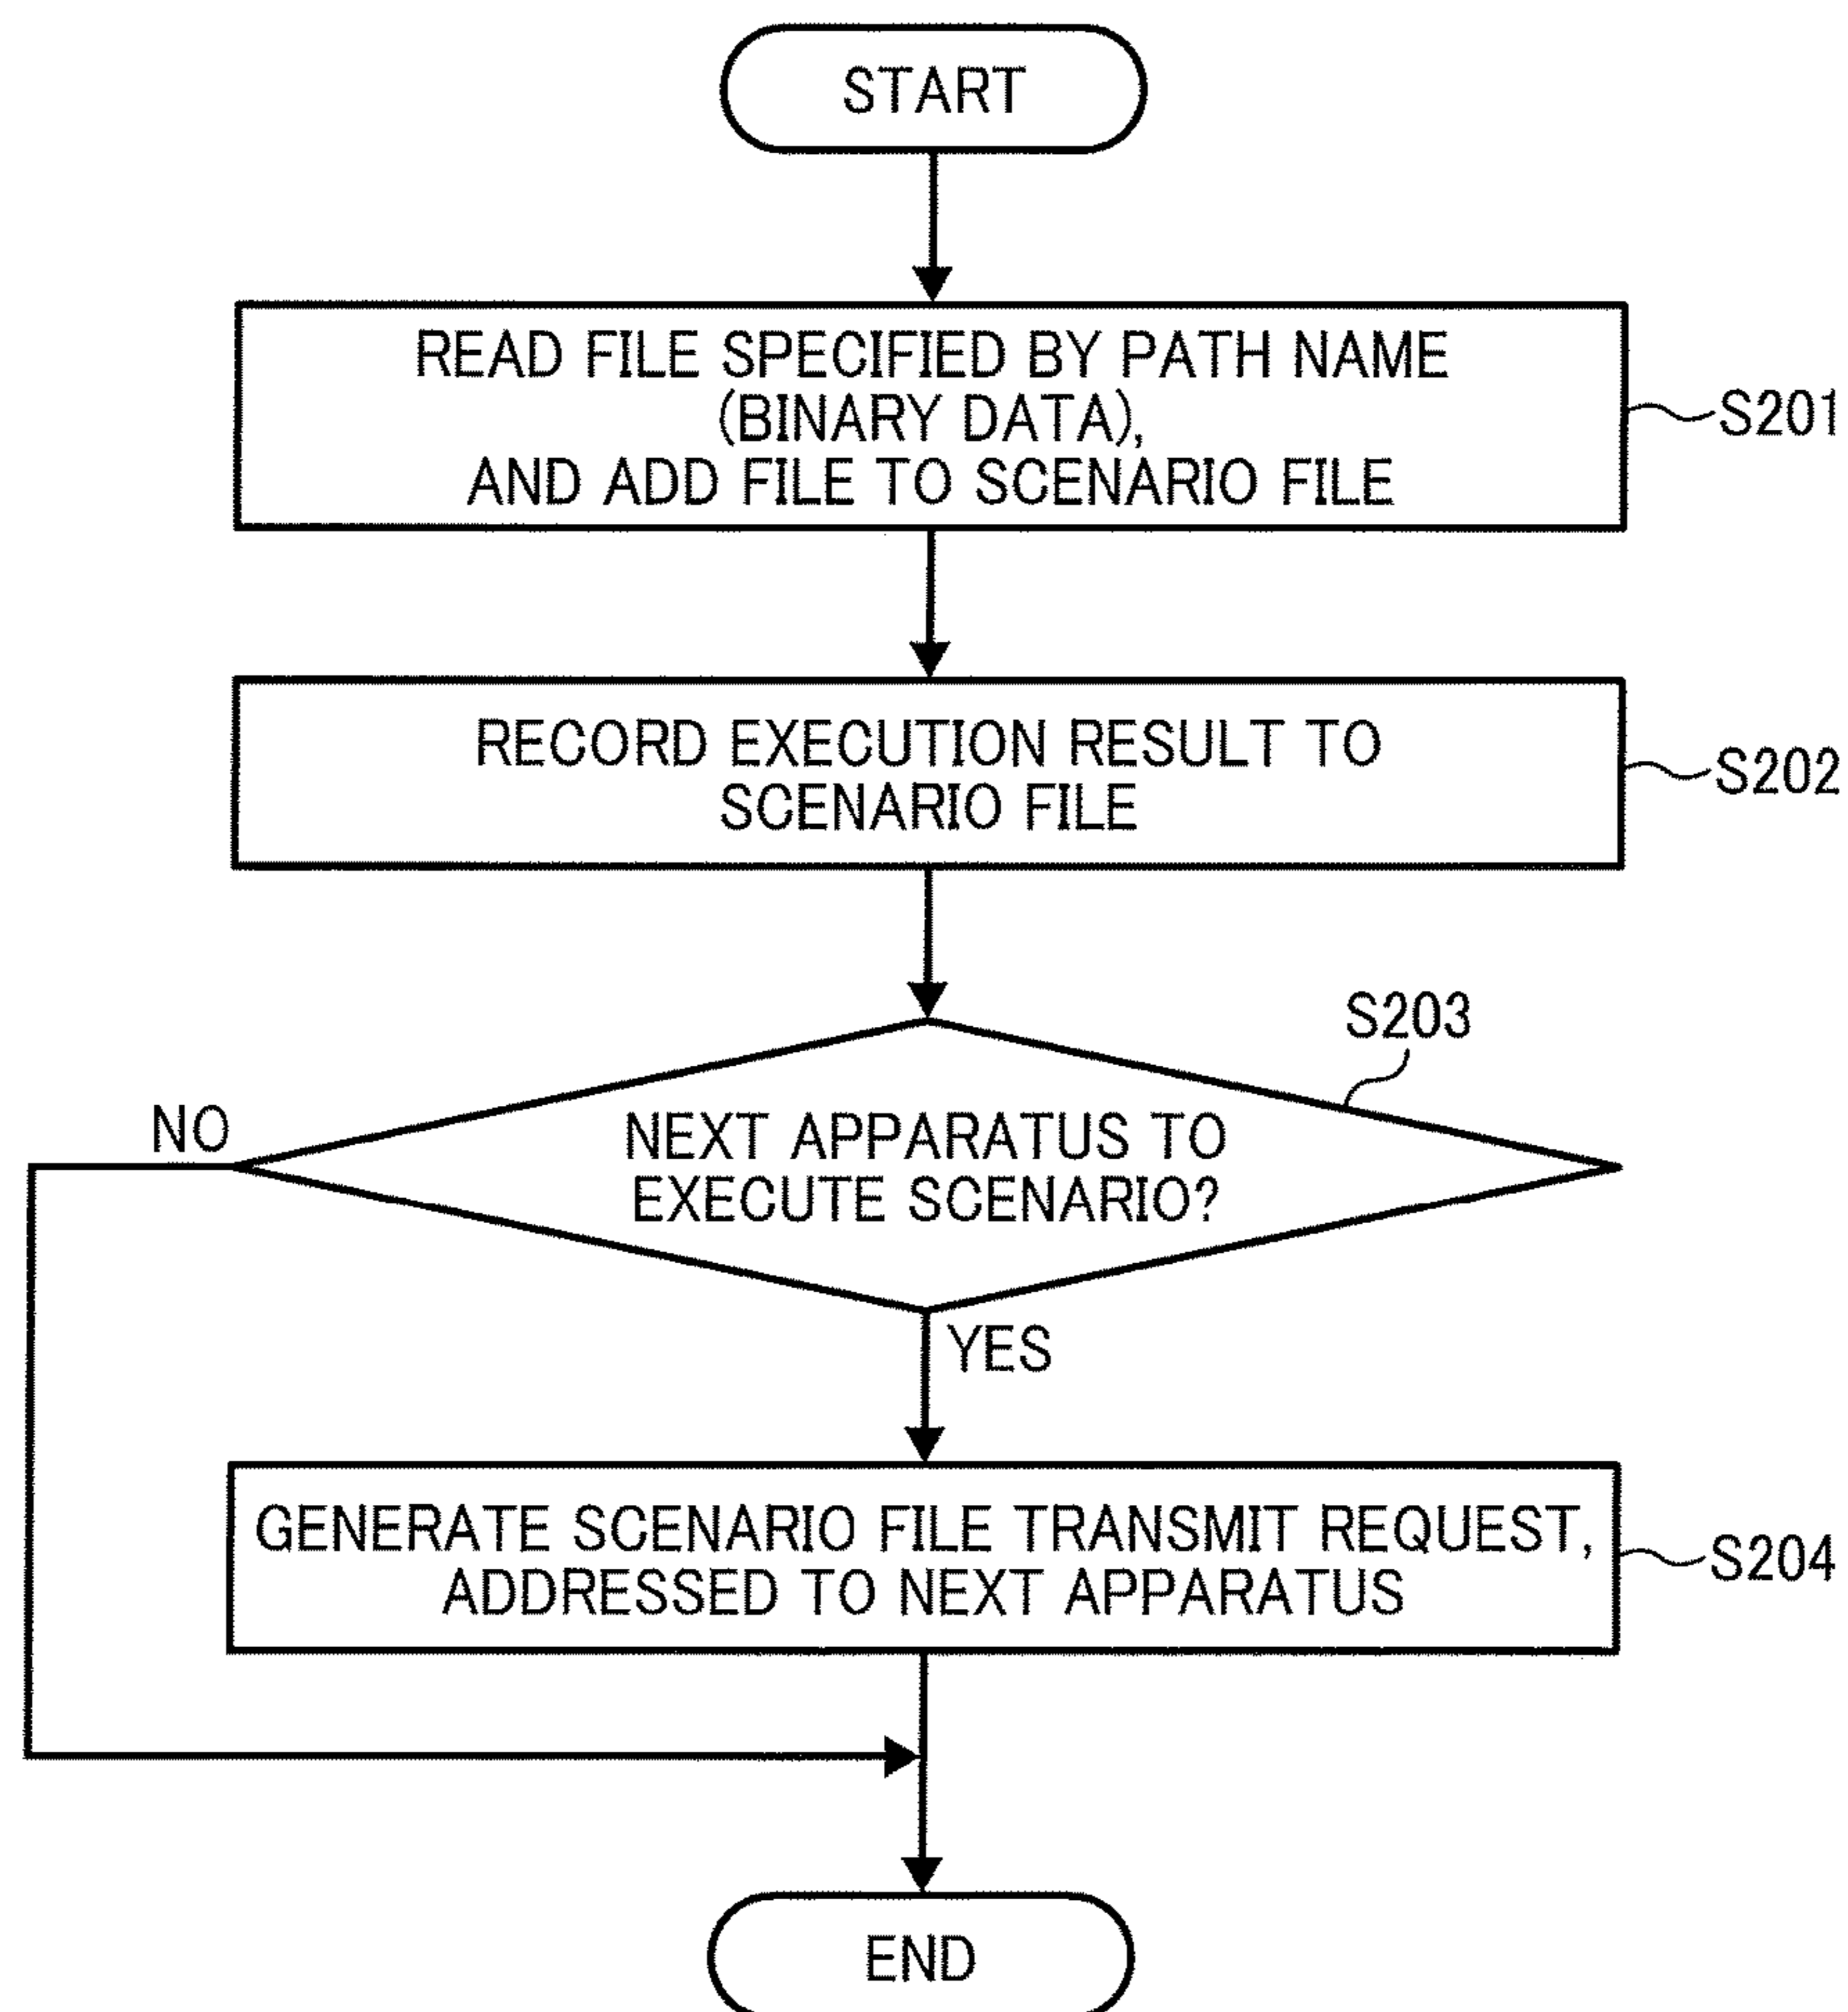 START
READ FILE SPECIFIED BY PATH NAME
(BINARY DATA),
AND ADD FILE TO SCENARIO FILE
S201
RECORD EXECUTION RESULT TO
SCENARIO FILE
S202
S203
NO
NEXT APPARATUS TO
EXECUTE SCENARIO?
YES
GENERATE SCENARIO FILE TRANSMIT REQUEST,
ADDRESSED TO NEXT APPARATUS
S204
END